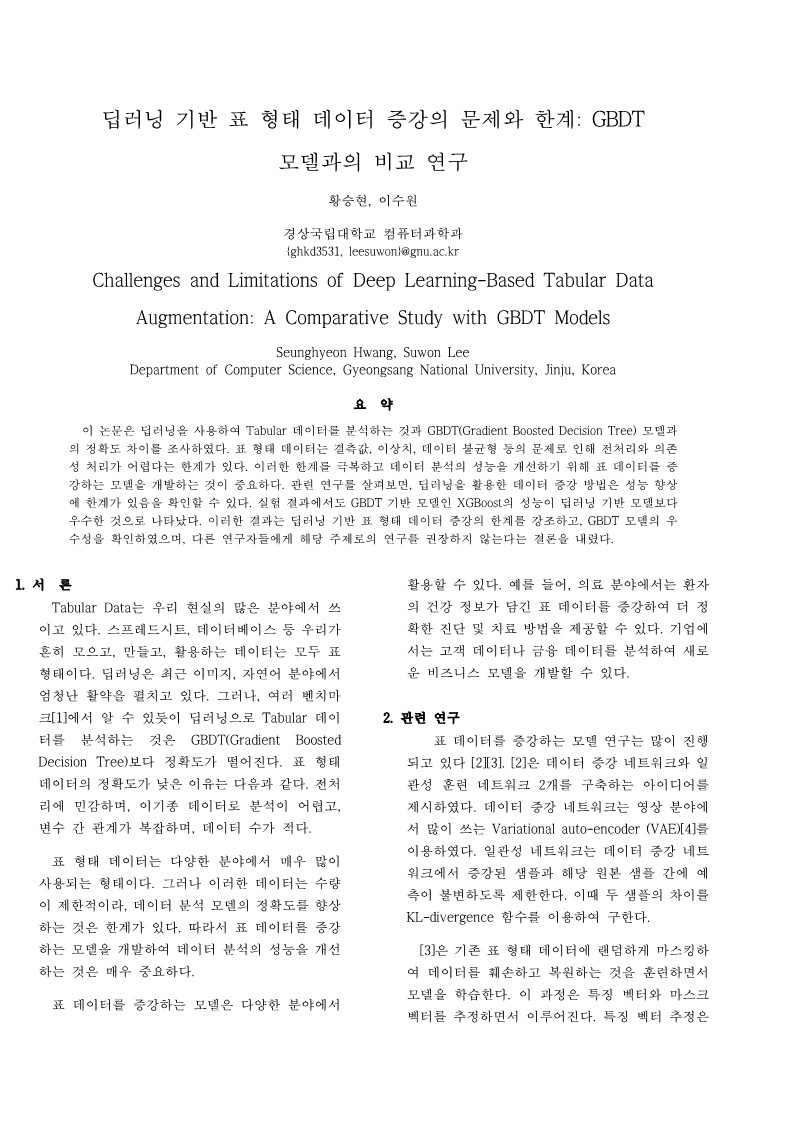 딥러닝 기반 표 형태 데이터 증강의 문제와 한계: GBDT
모델과의 비교 연구
황승현, 이수원
경상국립대학교 컴퓨터과학과
{ghkd3531, leesuwon}@gnu.ac.kr
Challenges and Limitations of Deep Learning-Based Tabular Data
Augmentation: A Comparative Study with GBDT Models
Seunghyeon Hwang, Suwon Lee
Department of Computer Science, Gyeongsang National University, Jinju, Korea
요 약
이 논문은 딥러닝을 사용하여 Tabular 데이터를 분석하는 것과 GBDT(Gradient Boosted Decision Tree) 모델과
의 정확도 차이를 조사하였다. 표 형태 데이터는 결측값, 이상치, 데이터 불균형 등의 문제로 인해 전처리와 의존
성 처리가 어렵다는 한계가 있다. 이러한 한계를 극복하고 데이터 분석의 성능을 개선하기 위해 표 데이터를 증
강하는 모델을 개발하는 것이 중요하다. 관련 연구를 살펴보면, 딥러닝을 활용한 데이터 증강 방법은 성능 향상
에 한계가 있음을 확인할 수 있다. 실험 결과에서도 GBDT 기반 모델인 XGBoost의 성능이 딥러닝 기반 모델보다
우수한 것으로 나타났다. 이러한 결과는 딥러닝 기반 표 형태 데이터 증강의 한계를 강조하고, GBDT 모델의 우
수성을 확인하였으며, 다른 연구자들에게 해당 주제로의 연구를 권장하지 않는다는 결론을 내렸다.
1. 서 론
Tabular Data는 우리 현실의 많은 분야에서 쓰
이고 있다. 스프레드시트, 데이터베이스 등 우리가
흔히 모으고, 만들고, 활용하는 데이터는 모두 표
형태이다. 딥러닝은 최근 이미지, 자연어 분야에서
엄청난 활약을 펼치고 있다. 그러나, 여러 벤치마
크[1]에서 알 수 있듯이 딥러닝으로 Tabular 데이
터를 분석하는 것은 GBDT(Gradient Boosted
Decision Tree)보다 정확도가 떨어진다. 표 형태
데이터의 정확도가 낮은 이유는 다음과 같다. 전처
리에 민감하며, 이기종 데이터로 분석이 어렵고,
변수 간 관계가 복잡하며, 데이터 수가 적다.
표 형태 데이터는 다양한 분야에서 매우 많이
사용되는 형태이다. 그러나 이러한 데이터는 수량
이 제한적이라, 데이터 분석 모델의 정확도를 향상
하는 것은 한계가 있다. 따라서 표 데이터를 증강
하는 모델을 개발하여 데이터 분석의 성능을 개선
하는 것은 매우 중요하다.
표 데이터를 증강하는 모델은 다양한 분야에서
활용할 수 있다. 예를 들어, 의료 분야에서는 환자
의 건강 정보가 담긴 표 데이터를 증강하여 더 정
확한 진단 및 치료 방법을 제공할 수 있다. 기업에
서는 고객 데이터나 금융 데이터를 분석하여 새로
운 비즈니스 모델을 개발할 수 있다.
2. 관련 연구
표 데이터를 증강하는 모델 연구는 많이 진행
되고 있다 [2][3]. [2]은 데이터 증강 네트워크와 일
관성 훈련 네트워크 2개를 구축하는 아이디어를
제시하였다. 데이터 증강 네트워크는 영상 분야에
서 많이 쓰는 Variational auto-encoder (VAE)[4]를
이용하였다. 일관성 네트워크는 데이터 증강 네트
워크에서 증강된 샘플과 해당 원본 샘플 간에 예
측이 불변하도록 제한한다. 이때 두 샘플의 차이를
KL-divergence 함수를 이용하여 구한다.
[3]은 기존 표 형태 데이터에 랜덤하게 마스킹하
여 데이터를 훼손하고 복원하는 것을 훈련하면서
모델을 학습한다. 이 과정은 특징 벡터와 마스크
벡터를 추정하면서 이루어진다. 특징 벡터 추정은